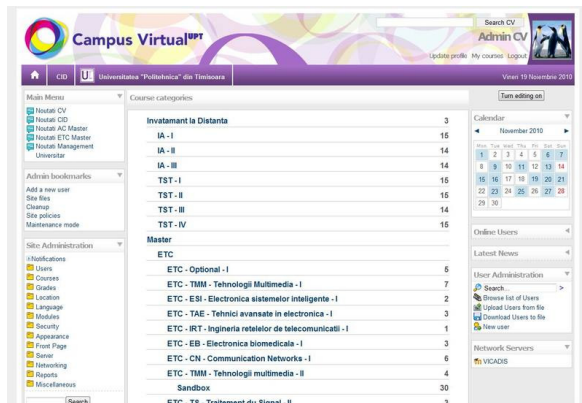 Search CV
Campus Virtual UPT
Admin CV
Update profile My courses Logout
CID
U
Universitatea "Politehnica" din Timisoara
Vineri 19 Noiembrie 2010
Main Menu
Noutati CV
Noutati CID
Noutati AC Master
Noutati ETC Master
Noutati Management
Universitar
Admin bookmarks
Add a new user
Site files
Cleanup
Site policies
Maintenance mode
Site Administration
Notifications
Users
Courses
Grades
Location
Language
Modules
Security
Appearance
Front Page
Server
Networking
Reports
Miscellaneous
Search
Course categories
Invatamant la Distanta 3
IA - I 15
IA - II 14
IA - III 14
TST - I 15
TST - II 15
TST - III 14
TST - IV 15
Master
ETC
ETC - Optional - I 5
ETC - TMM - Tehnologii Multimedia - I 7
ETC - ESI - Electronica sistemelor inteligente - I 2
ETC - TAE - Tehnici avansate in electronica - I 3
ETC - IRT - Ingineria retelelor de telecomunicatii - I 1
ETC - EB - Electronica biomedicala - I 3
ETC - CN - Communication Networks - I 6
ETC - TMM - Tehnologii multimedia - II 4
Sandbox 30
ETC - TS - Traitement du Signal - II 3
Turn editing on
Calendar
November 2010
Mon Tue Wed Thu Fri Sat Sun
1 2 3 4 5 6 7
8 9 10 11 12 13 14
15 16 17 18 19 20 21
22 23 24 25 26 27 28
29 30
Online Users
Latest News
User Administration
Search... >
Browse list of Users
Upload Users from file
Download Users to file
New user
Network Servers
VICADIS